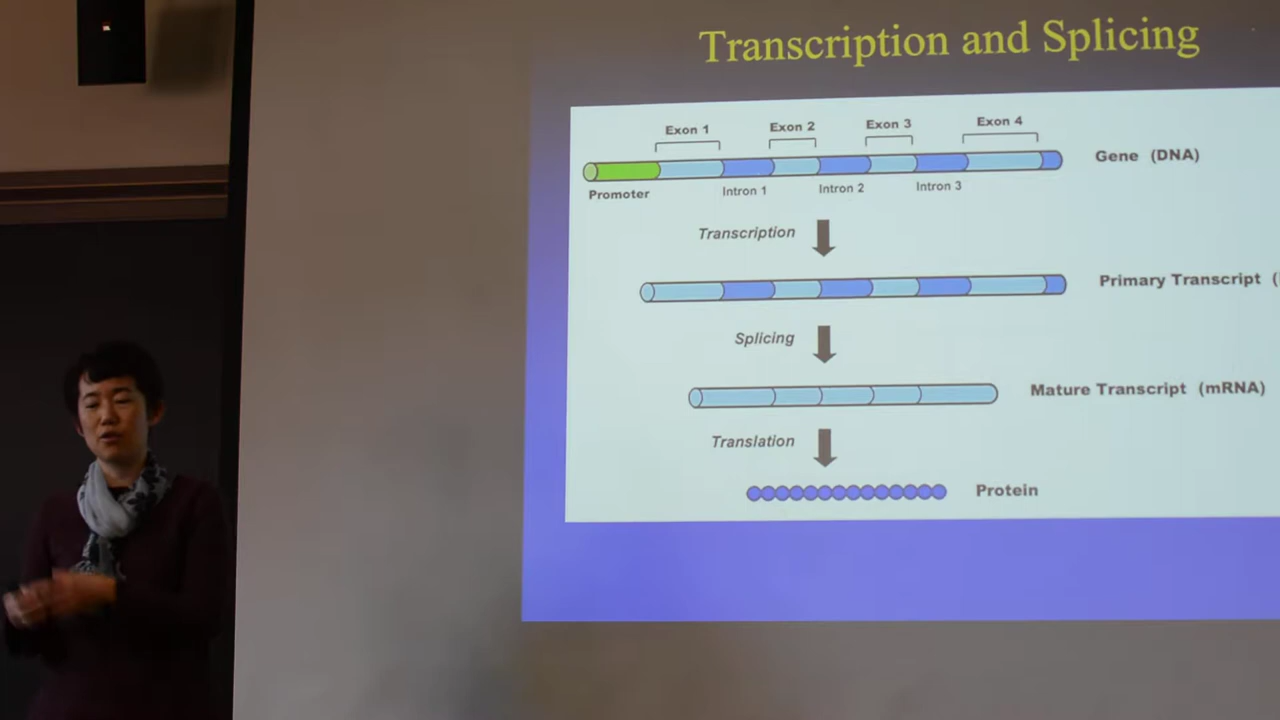 Transcription and Splicing
Exon 1 Exon 2 Exon 3 Exon 4
Gene (DNA)
Promoter Intron 1 Intron 2 Intron 3
Transcription
Primary Transcript (
Splicing
Mature Transcript (mRNA)
Translation
Protein